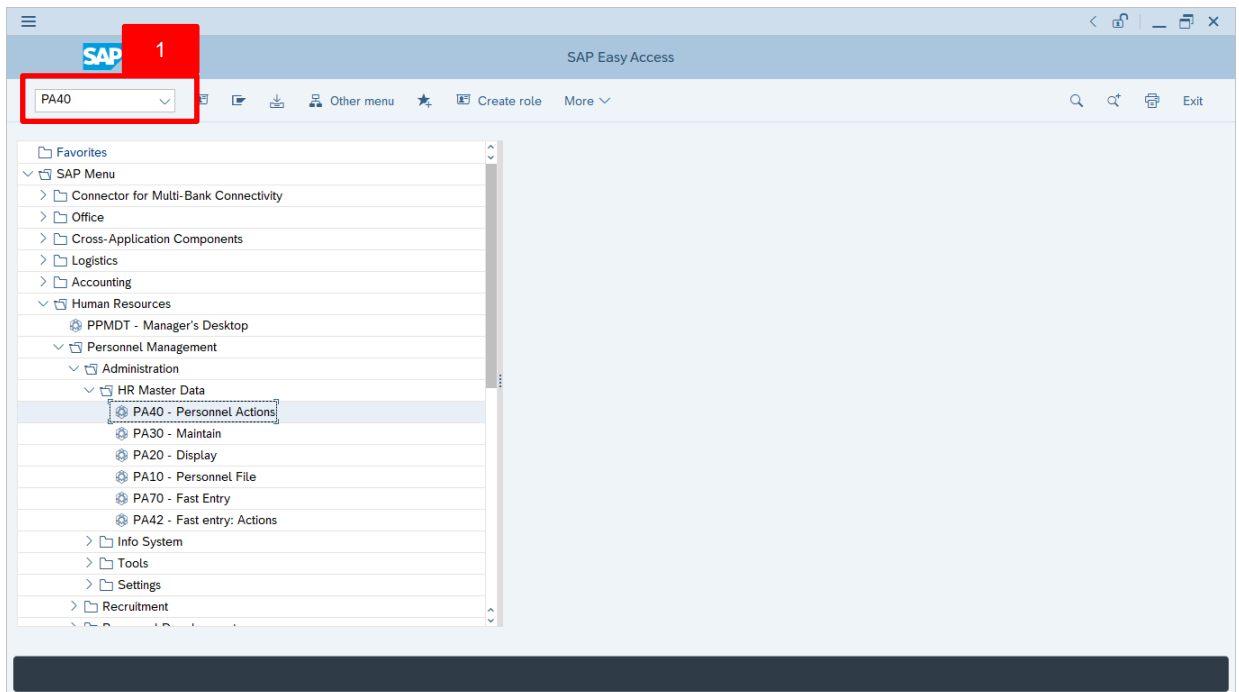 SAP
1
SAP Easy Access
PA40
Other menu
Create role
More
Exit
Favorites
SAP Menu
Connector for Multi-Bank Connectivity
Office
Cross-Application Components
Logistics
Accounting
Human Resources
PPMDT - Manager's Desktop
Personnel Management
Administration
HR Master Data
PA40 - Personnel Actions
PA30 - Maintain
PA20 - Display
PA10 - Personnel File
PA70 - Fast Entry
PA42 - Fast entry: Actions
Info System
Tools
Settings
Recruitment